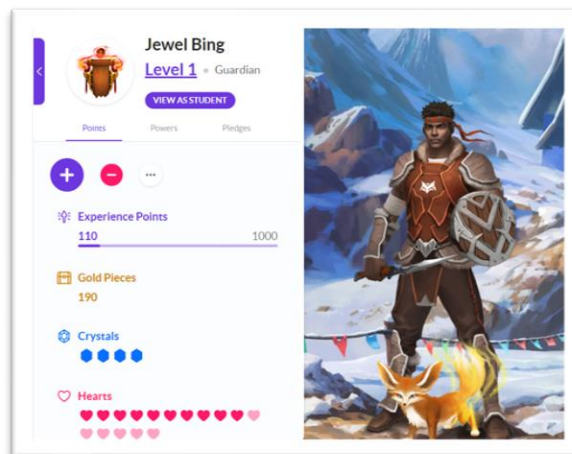 Jewel Bing
Level 1 Guardian
VIEW AS STUDENT
Points Powers Pledges
Experience Points
110 1000
Gold Pieces
190
Crystals
Hearts